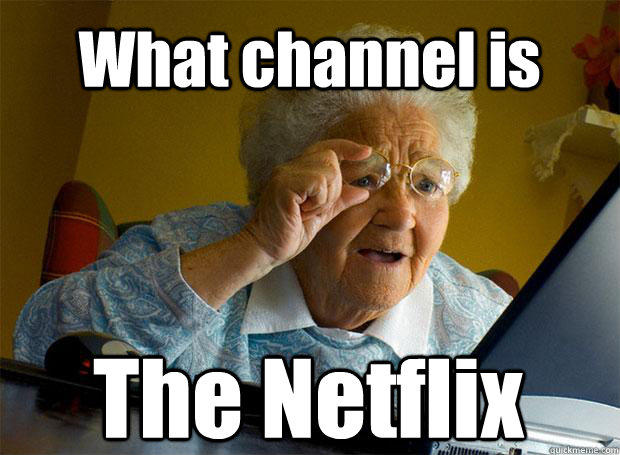 What channel is
The Netflix
quickmeme.com